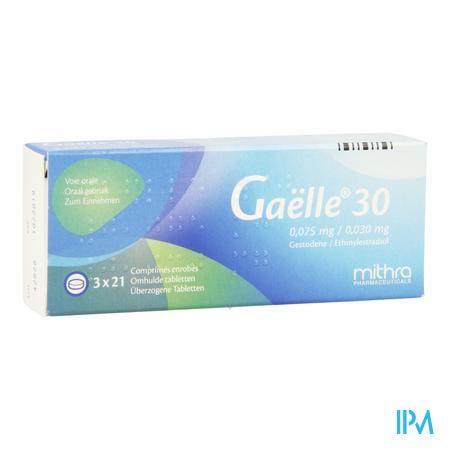 Voie orale
Oraal gebruik
Zum Einnehmen
Gaëlle® 30
0,075 mg / 0,030 mg
Gestodene / Ethinylestradiol
3 x 21
Comprimés enrobés
Omhulde tabletten
Überzogene Tabletten
mithra
PHARMACEUTICALS
IPM